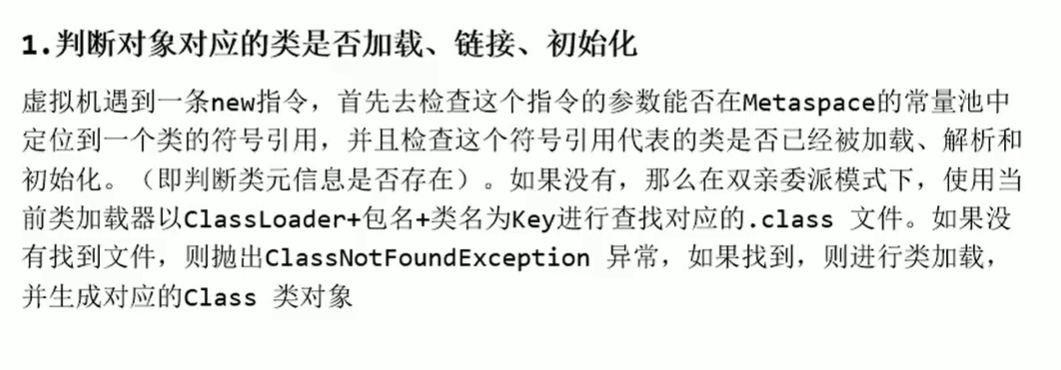 1.判断对象对应的类是否加载、链接、初始化
虚拟机遇到一条new指令，首先去检查这个指令的参数能否在Metaspace的常量池中
定位到一个类的符号引用，并且检查这个符号引用代表的类是否已经被加载、解析和
初始化。（即判断类元信息是否存在）。如果没有，那么在双亲委派模式下，使用当
前类加载器以ClassLoader+包名+类名为Key进行查找对应的.class 文件。如果没
有找到文件，则抛出ClassNotFoundException 异常，如果找到，则进行类加载，
并生成对应的Class 类对象